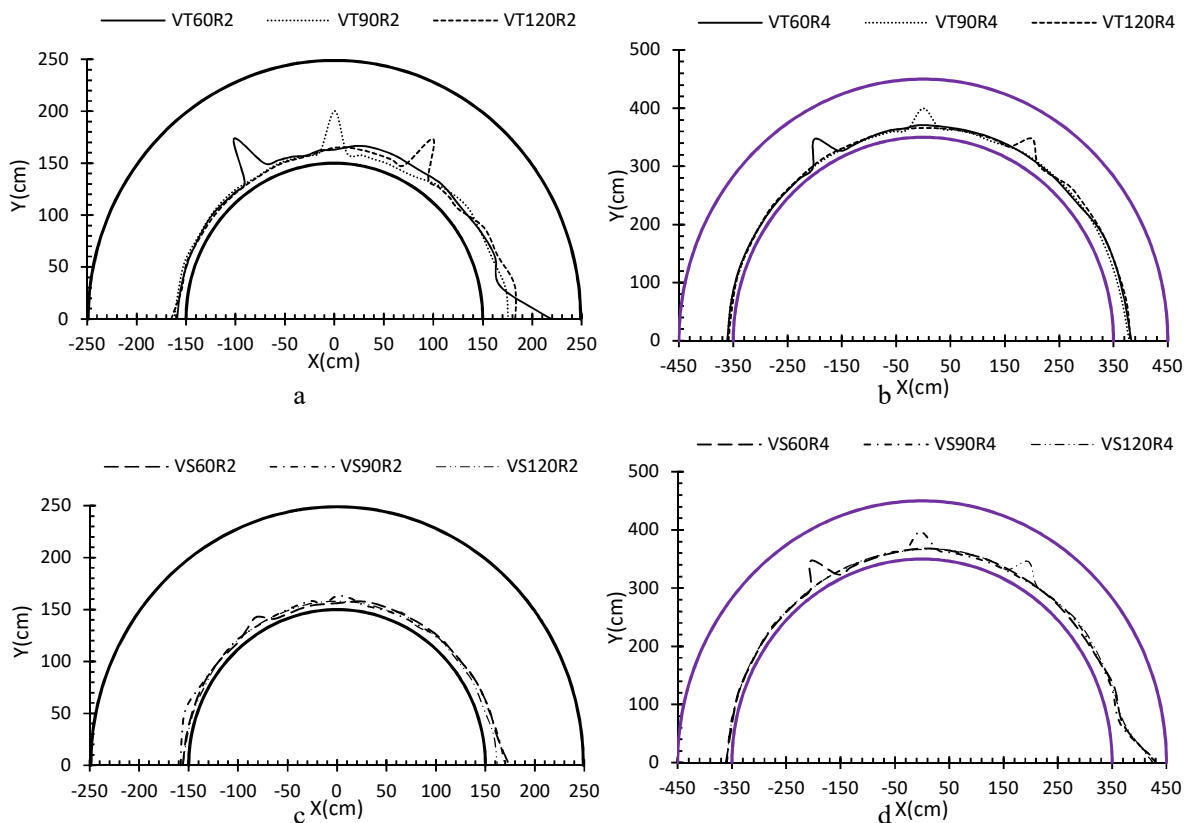 VT60R2 VT90R2 VT120R2
250
200
150
100
50
0
Y(cm)
-250 -200 -150 -100 -50 0 50 100 150 200 250
X(cm)
a
VT60R4 VT90R4 VT120R4
500
400
300
200
100
0
Y(cm)
-450 -350 -250 -150 -50 50 150 250 350 450
X(cm)
b
VS60R2 VS90R2 VS120R2
250
200
150
100
50
0
Y(cm)
-250 -200 -150 -100 -50 0 50 100 150 200 250
X(cm)
c
VS60R4 VS90R4 VS120R4
500
400
300
200
100
0
Y(cm)
-450 -350 -250 -150 -50 50 150 250 350 450
X(cm)
d